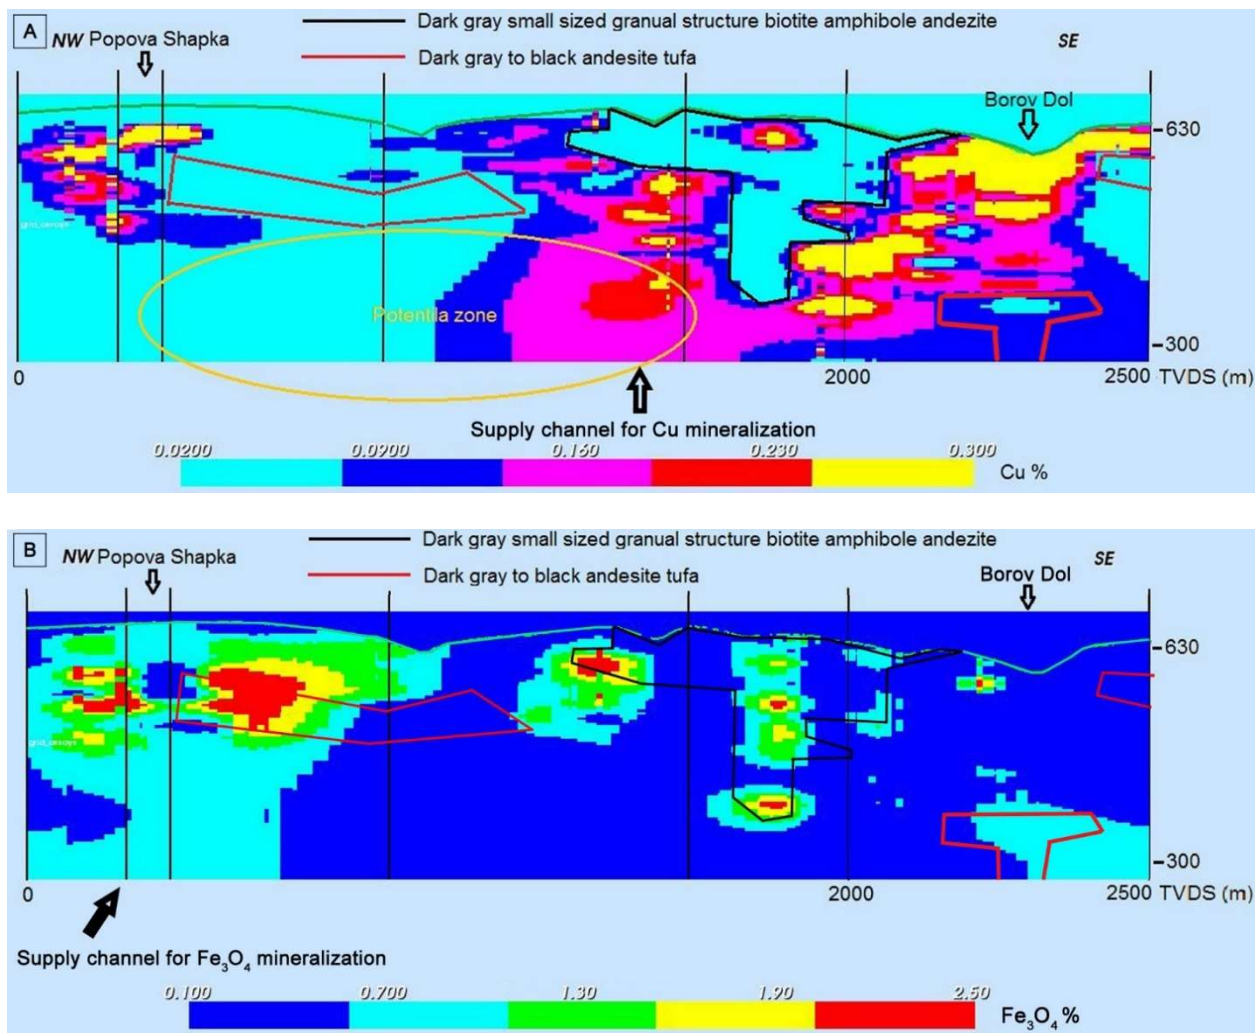 A
NW Popova Shapka
Dark gray small sized granual structure biotite amphibole andezite
Dark gray to black andesite tufa
SE
Borov Dol
630
grid_assays
Potentila zone
300
0
2000
2500 TVDS (m)
Supply channel for Cu mineralization
0.0200 0.0900 0.160 0.230 0.300
Cu %
B
NW Popova Shapka
Dark gray small sized granual structure biotite amphibole andezite
Dark gray to black andesite tufa
SE
Borov Dol
630
grid_assays
300
0
2000
2500 TVDS (m)
Supply channel for Fe3O4 mineralization
0.100 0.700 1.30 1.90 2.50
Fe3O4 %